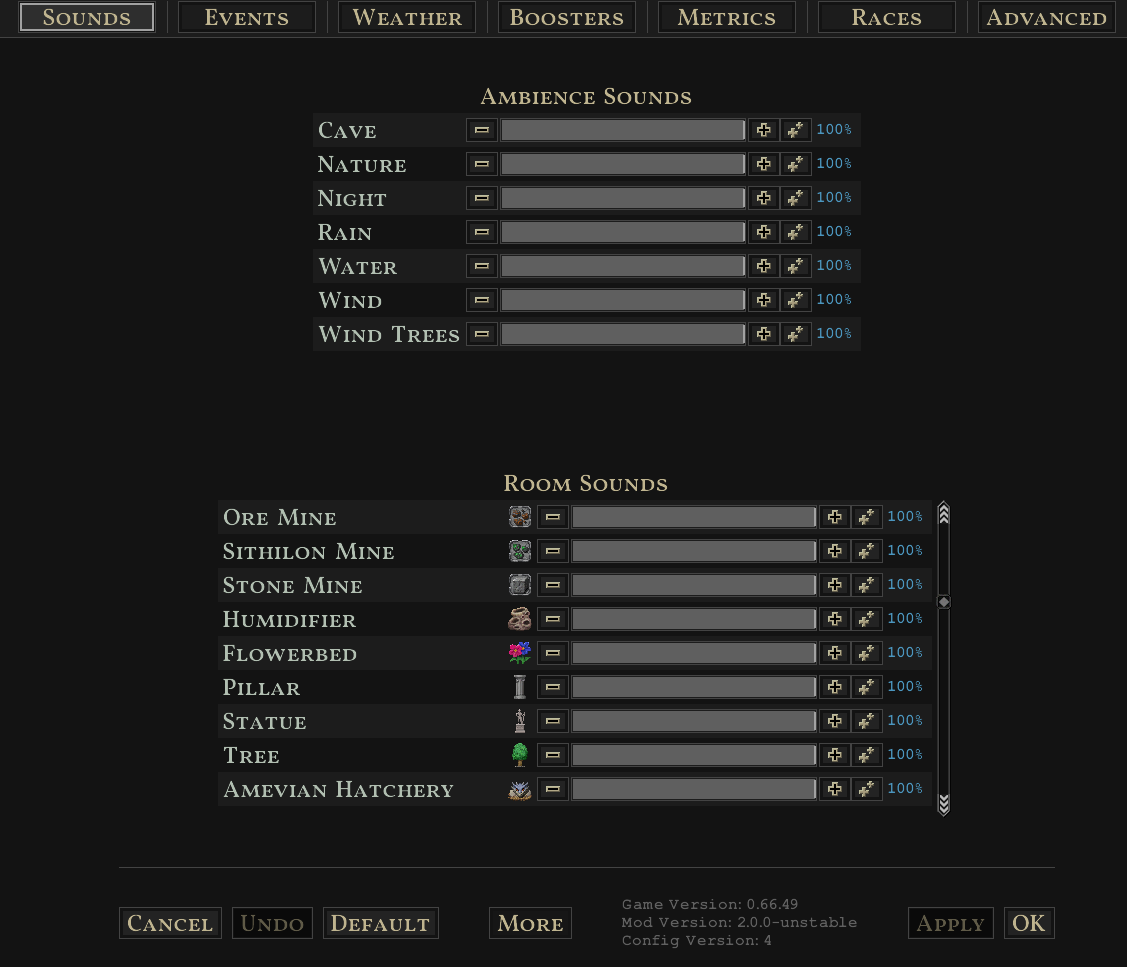 Sounds Events Weather Boosters Metrics Races Advanced
Ambience Sounds
Cave 100%
Nature 100%
Night 100%
Rain 100%
Water 100%
Wind 100%
Wind Trees 100%
Room Sounds
Ore Mine 100%
Sithilon Mine 100%
Stone Mine 100%
Humidifier 100%
Flowerbed 100%
Pillar 100%
Statue 100%
Tree 100%
Amevian Hatchery 100%
Game Version: 0.66.49
Cancel Undo Default More Mod Version: 2.0.0-unstable Apply OK
Config Version: 4